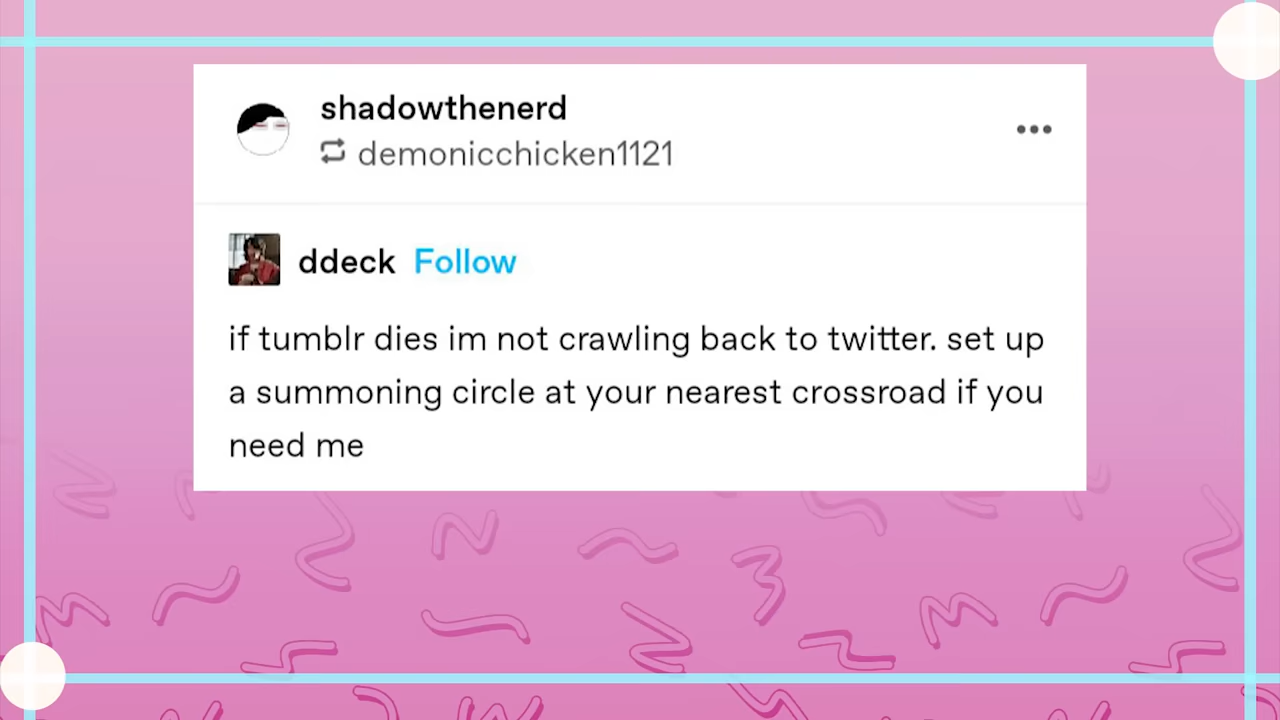 shadowthenerd
demonicchicken1121
ddeck Follow
if tumblr dies im not crawling back to twitter. set up
a summoning circle at your nearest crossroad if you
need me